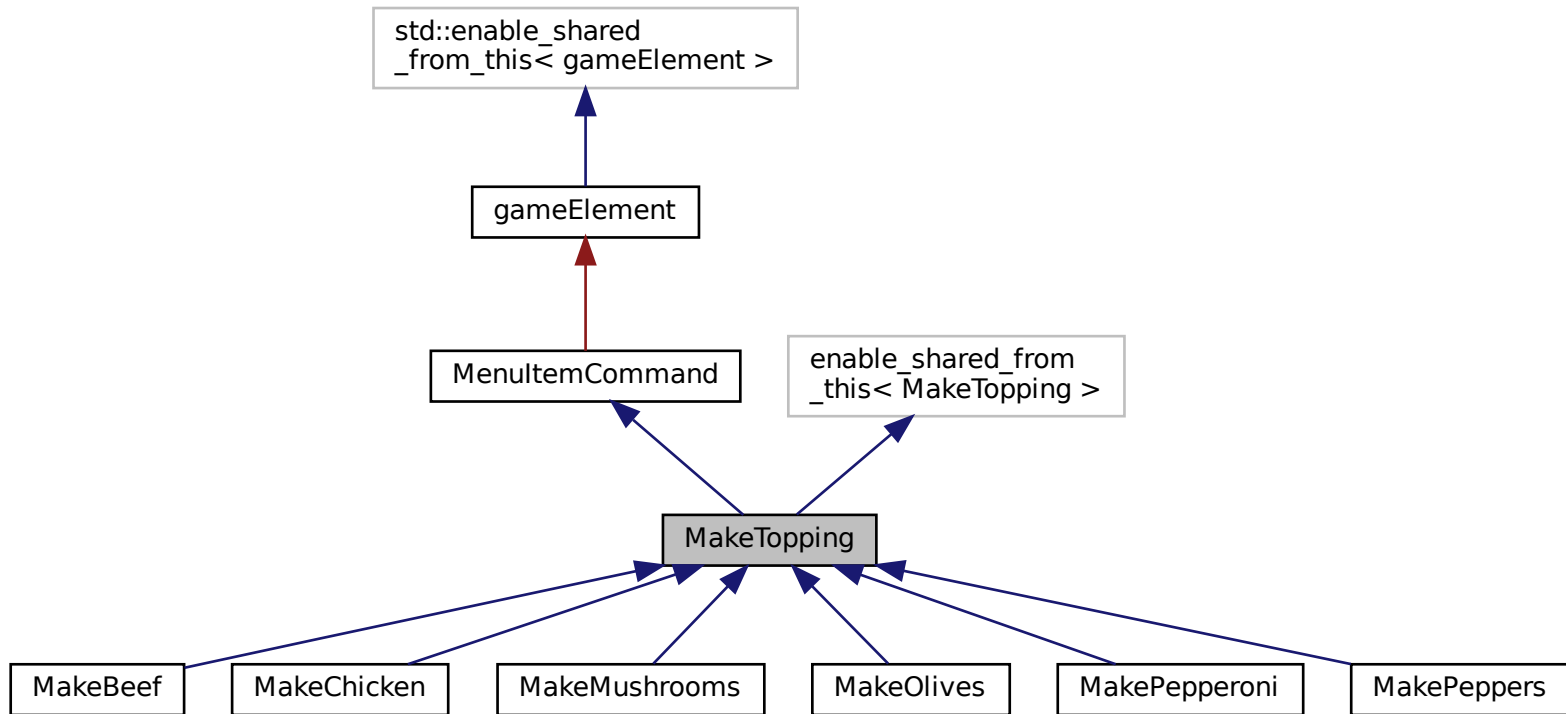 std::enable_shared
_from_this< gameElement >
gameElement
MenuItemCommand
enable_shared_from
_this< MakeTopping >
MakeTopping
MakeBeef
MakeChicken
MakeMushrooms
MakeOlives
MakePepperoni
MakePeppers